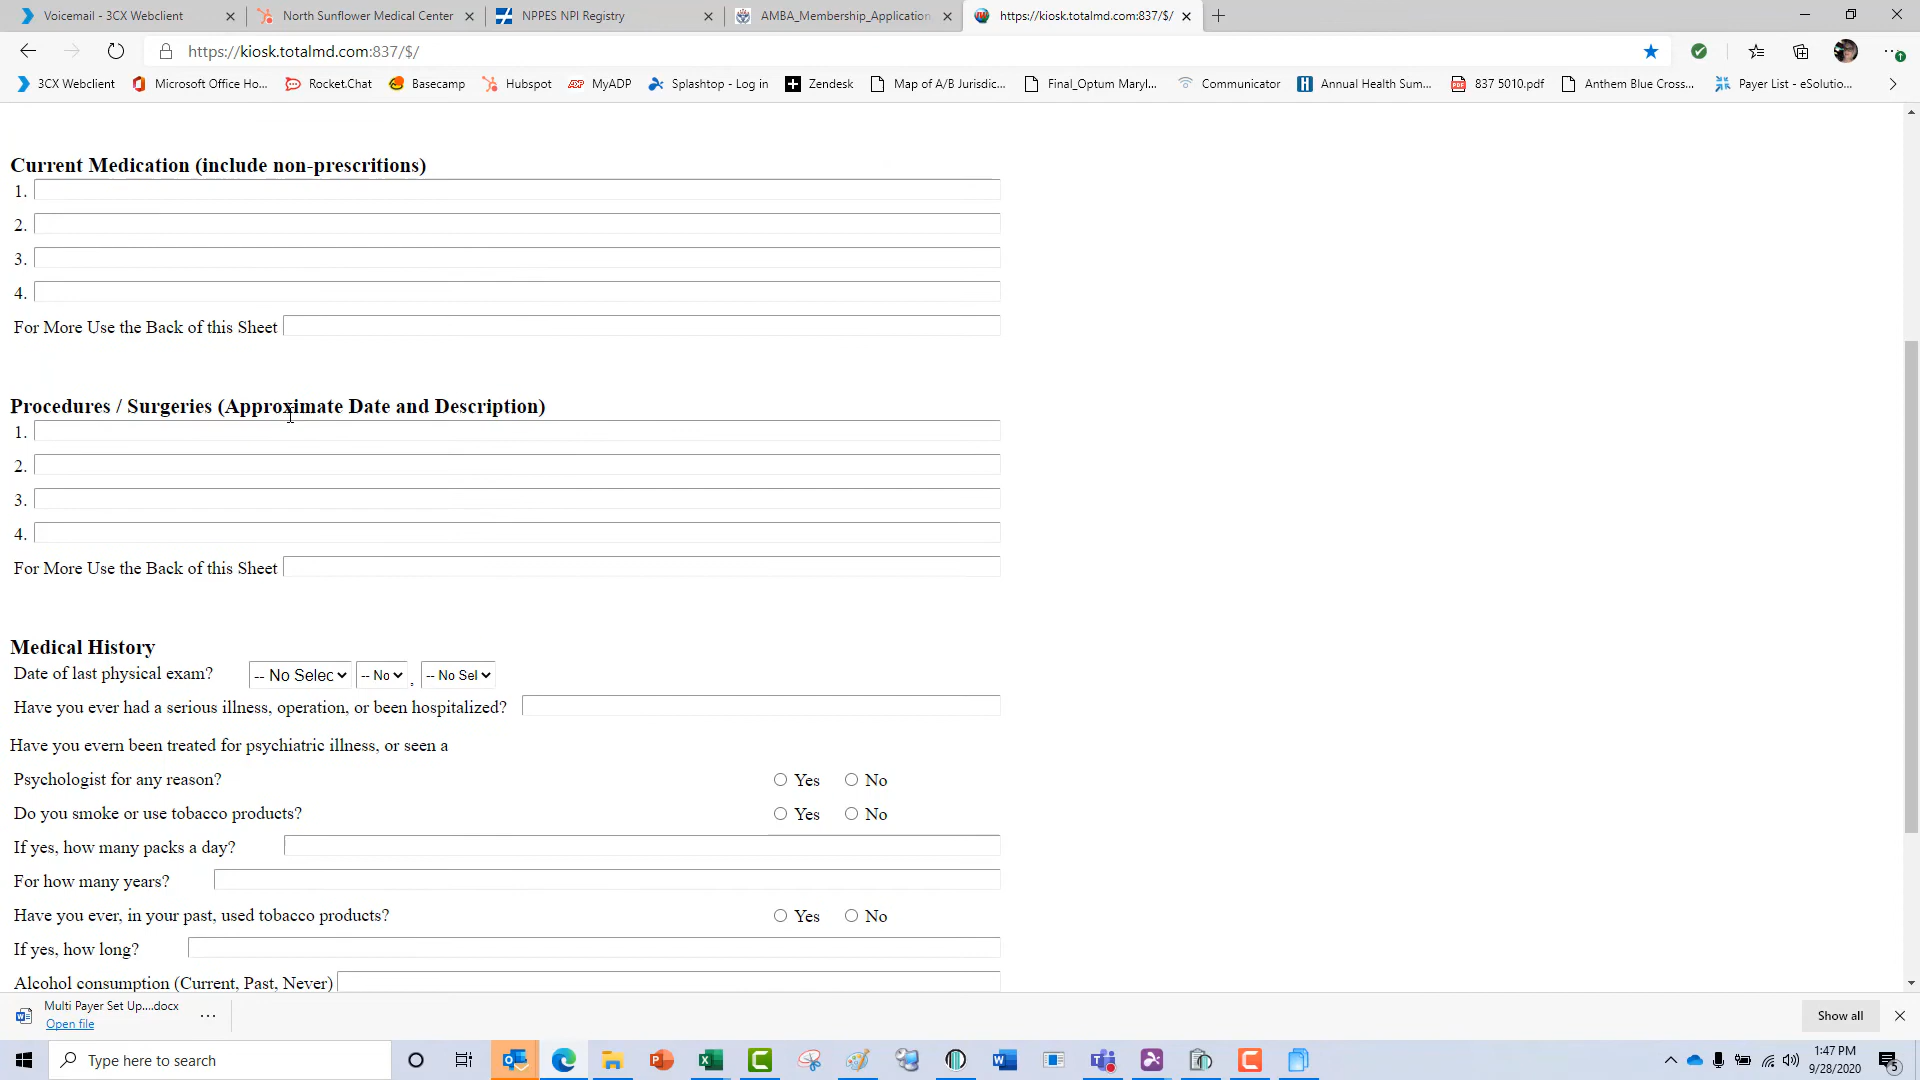 Voicemail - 3CX Webclient
North Sunflower Medical Center
NPPES NPI Registry
AMBA_Membership_Application
https://kiosk.totalmd.com:837/$/
https://kiosk.totalmd.com:837/$/
3CX Webclient
Microsoft Office Ho...
Rocket.Chat
Basecamp
Hubspot
MyADP
Splashtop - Log in
Zendesk
Map of A/B Jurisdic...
Final_Optum Maryl...
Communicator
Annual Health Sum...
837 5010.pdf
Anthem Blue Cross...
Payer List - eSolutio...
Current Medication (include non-prescritions)
1.
2.
3.
4.
For More Use the Back of this Sheet
Procedures / Surgeries (Approximate Date and Description)
1.
2.
3.
4.
For More Use the Back of this Sheet
Medical History
Date of last physical exam? -- No Selec -- No , -- No Sel
Have you ever had a serious illness, operation, or been hospitalized?
Have you evern been treated for psychiatric illness, or seen a
Psychologist for any reason? Yes No
Do you smoke or use tobacco products? Yes No
If yes, how many packs a day?
For how many years?
Have you ever, in your past, used tobacco products? Yes No
If yes, how long?
Alcohol consumption (Current, Past, Never)
Multi Payer Set Up....docx
Open file
Show all
Type here to search
1:47 PM
9/28/2020
5